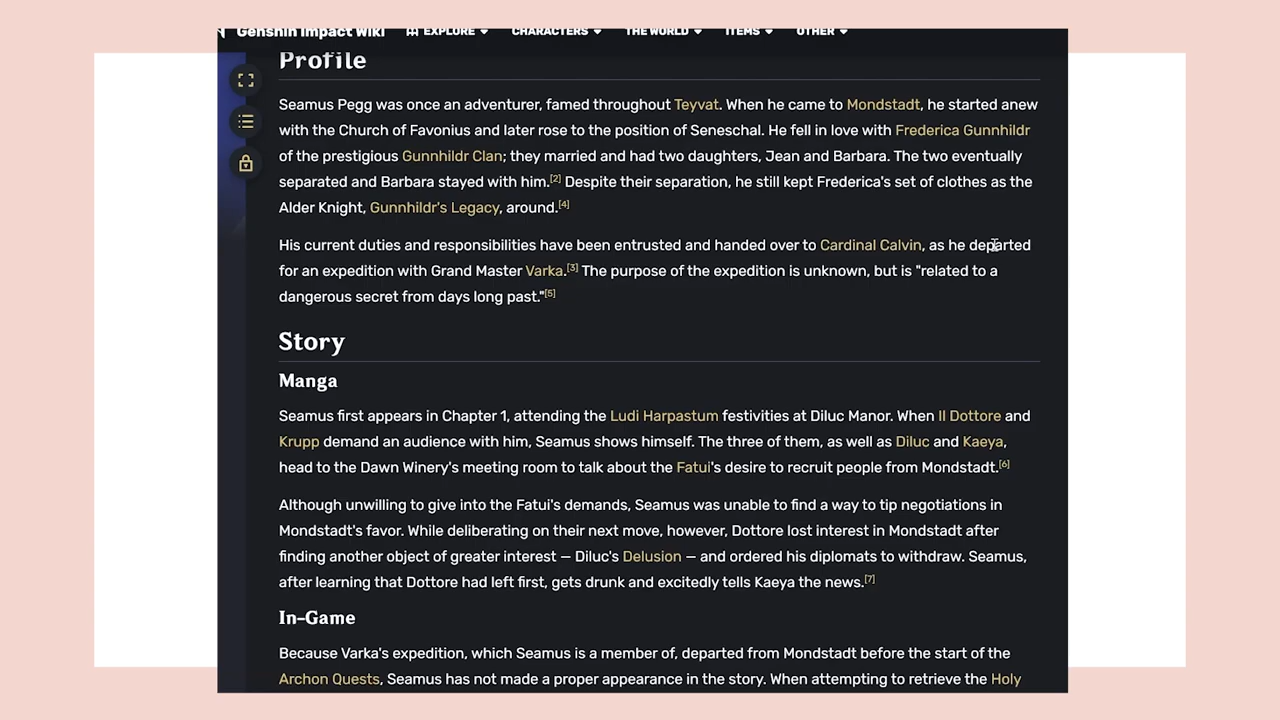 Genshin Impact Wiki EXPLORE CHARACTERS THE WORLD ITEMS OTHER
Profile
Seamus Pegg was once an adventurer, famed throughout Teyvat. When he came to Mondstadt, he started anew
with the Church of Favonius and later rose to the position of Seneschal. He fell in love with Frederica Gunnhildr
of the prestigious Gunnhildr Clan; they married and had two daughters, Jean and Barbara. The two eventually
separated and Barbara stayed with him.[2] Despite their separation, he still kept Frederica's set of clothes as the
Alder Knight, Gunnhildr's Legacy, around.[4]
His current duties and responsibilities have been entrusted and handed over to Cardinal Calvin, as he departed
for an expedition with Grand Master Varka.[3] The purpose of the expedition is unknown, but is "related to a
dangerous secret from days long past."[5]
Story
Manga
Seamus first appears in Chapter 1, attending the Ludi Harpastum festivities at Diluc Manor. When Il Dottore and
Krupp demand an audience with him, Seamus shows himself. The three of them, as well as Diluc and Kaeya,
head to the Dawn Winery's meeting room to talk about the Fatui's desire to recruit people from Mondstadt.[6]
Although unwilling to give into the Fatui's demands, Seamus was unable to find a way to tip negotiations in
Mondstadt's favor. While deliberating on their next move, however, Dottore lost interest in Mondstadt after
finding another object of greater interest — Diluc's Delusion — and ordered his diplomats to withdraw. Seamus,
after learning that Dottore had left first, gets drunk and excitedly tells Kaeya the news.[7]
In-Game
Because Varka's expedition, which Seamus is a member of, departed from Mondstadt before the start of the
Archon Quests, Seamus has not made a proper appearance in the story. When attempting to retrieve the Holy